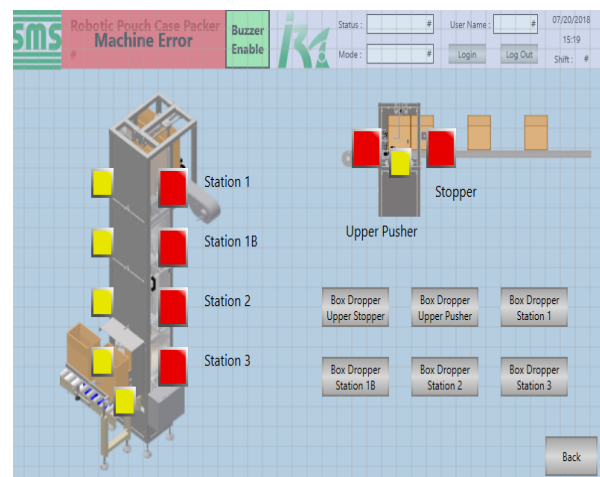 sms
Robotic Pouch Case Packer
Machine Error
#
Buzzer
Enable
Status :
#
User Name :
#
07/20/2018
15:19
Mode :
#
Login
Log Out
Shift :
#
Station 1
Station 1B
Station 2
Station 3
Stopper
Upper Pusher
Box Dropper
Upper Stopper
Box Dropper
Upper Pusher
Box Dropper
Station 1
Box Dropper
Station 1B
Box Dropper
Station 2
Box Dropper
Station 3
Back